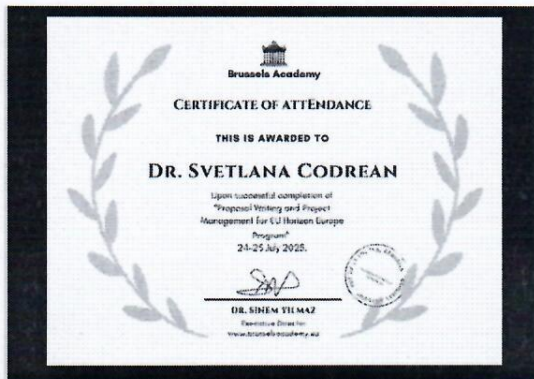 Brussels Academy
CERTIFICATE OF ATTENDANCE
THIS IS AWARDED TO
DR. SVETLANA CODREAN
Upon successful completion of
"Proposal Writing and Project
Management for EU Horizon Europe
Program"
24-25 July 2025.
DR. SINEM YILMAZ
Executive Director
www.brusselsacademy.eu